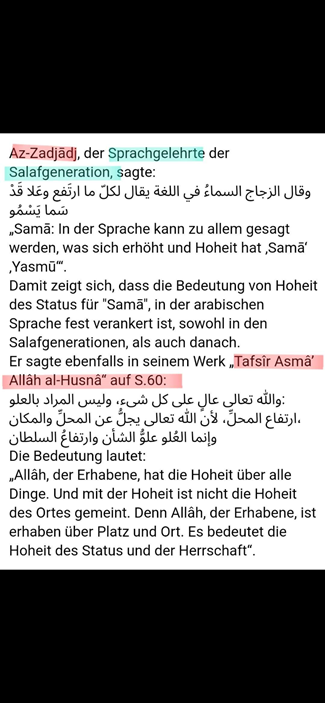 Az-Zadjādj, der Sprachgelehrte der
Salafgeneration, sagte:
وقال الزجاج السماءُ في اللغة يقال لكلّ ما ارتَفع وعَلا قَدْ
سَما يَسْمُو
„Samā: In der Sprache kann zu allem gesagt
werden, was sich erhöht und Hoheit hat ‚Samā‘
‚Yasmū‘“.
Damit zeigt sich, dass die Bedeutung von Hoheit
des Status für "Samā", in der arabischen
Sprache fest verankert ist, sowohl in den
Salafgenerationen, als auch danach.
Er sagte ebenfalls in seinem Werk „Tafsîr Asmâ’
Allâh al-Husnâ“ auf S.60:
والله تعالى عالٍ على كل شىء، وليس المراد بالعلو:
ارتفاع المحلِّ، لأن الله تعالى يجلُّ عن المحلِّ والمكان،
وإنما العُلو علوُّ الشأن وارتفاعُ السلطان
Die Bedeutung lautet:
„Allâh, der Erhabene, hat die Hoheit über alle
Dinge. Und mit der Hoheit ist nicht die Hoheit
des Ortes gemeint. Denn Allâh, der Erhabene, ist
erhaben über Platz und Ort. Es bedeutet die
Hoheit des Status und der Herrschaft“.